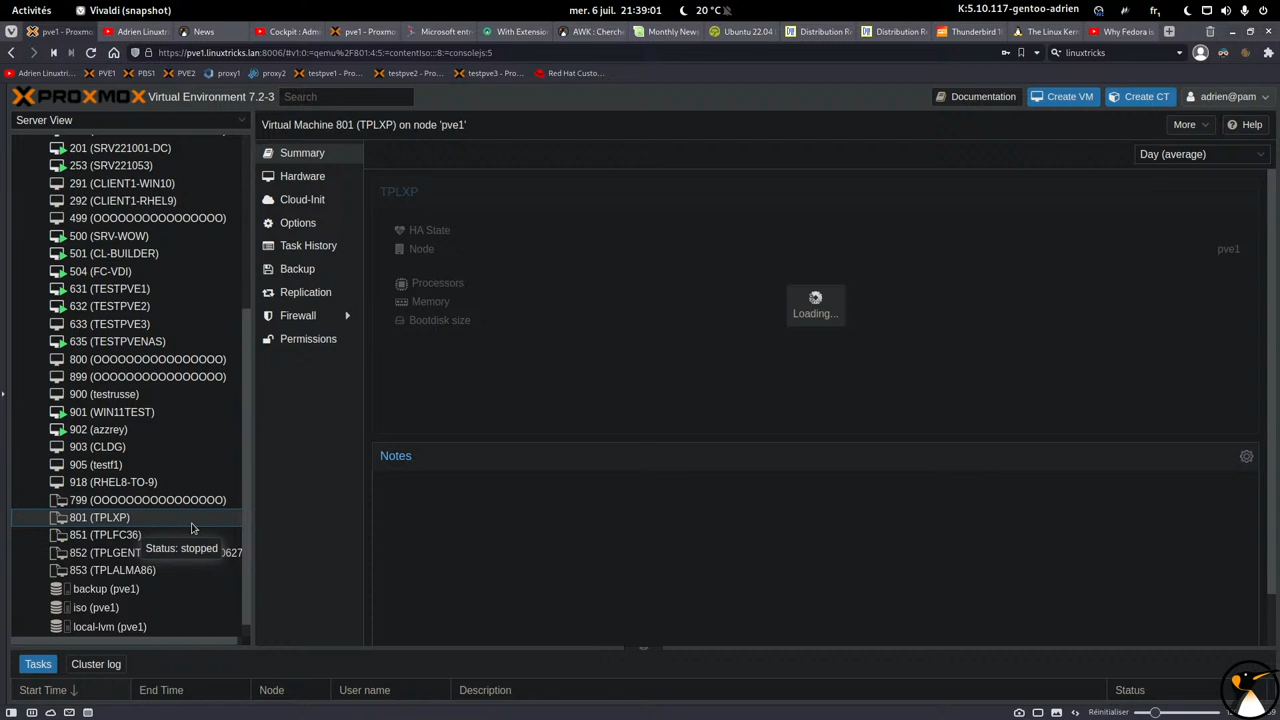 Activités
Vivaldi (snapshot)
mer. 6 juil. 21:39:01
20 °C
K:5.10.117-gentoo-adrien
fr₁
pve1 - Proxmo
Adrien Linuxtri
News
Cockpit : Admi
pve1 - Proxmo
Microsoft entre
With Extension
AWK : Cherche
Monthly News
Ubuntu 22.04
Distribution Re
Distribution Re
Thunderbird 1
The Linux Kern
Why Fedora is
https://pve1.linuxtricks.lan:8006/#v1:0:=qemu%2F801:4:5=contentIso:::8:=consolejs:5
linuxtricks
Adrien Linuxtri...
PVE1
PBS1
PVE2
proxy1
proxy2
testpve1 - Pro...
testpve2 - Pro...
testpve3 - Pro...
Red Hat Custo...
PROXMOX Virtual Environment 7.2-3
Search
Documentation
Create VM
Create CT
adrien@pam
Server View
Virtual Machine 801 (TPLXP) on node 'pve1'
More
Help
201 (SRV221001-DC)
253 (SRV221053)
291 (CLIENT1-WIN10)
292 (CLIENT1-RHEL9)
499 (OOOOOOOOOOOOOOOO)
500 (SRV-WOW)
501 (CL-BUILDER)
504 (FC-VDI)
631 (TESTPVE1)
632 (TESTPVE2)
633 (TESTPVE3)
635 (TESTPVENAS)
800 (OOOOOOOOOOOOOOOO)
899 (OOOOOOOOOOOOOOOO)
900 (testrusse)
901 (WIN11TEST)
902 (azzrey)
903 (CLDG)
905 (testf1)
918 (RHEL8-TO-9)
799 (OOOOOOOOOOOOOOOO)
801 (TPLXP)
851 (TPLFC36)
852 (TPLGENT
0627
853 (TPLALMA86)
Status: stopped
backup (pve1)
iso (pve1)
local-lvm (pve1)
Summary
Hardware
Cloud-Init
Options
Task History
Backup
Replication
Firewall
Permissions
Day (average)
TPLXP
HA State
Node
pve1
Processors
Memory
Bootdisk size
Loading...
Notes
Tasks
Cluster log
Start Time
End Time
Node
User name
Description
Status
Réinitialiser